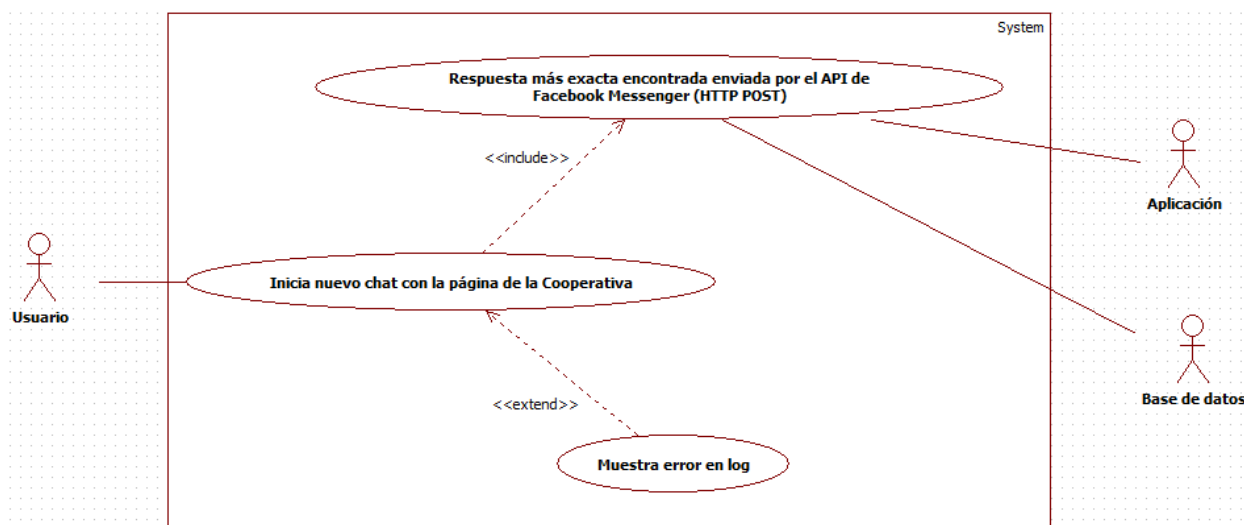 System
Respuesta más exacta encontrada enviada por el API de
Facebook Messenger (HTTP POST)
<<include>>
Aplicación
Inicia nuevo chat con la página de la Cooperativa
Usuario
Base de datos
<<extend>>
Muestra error en log